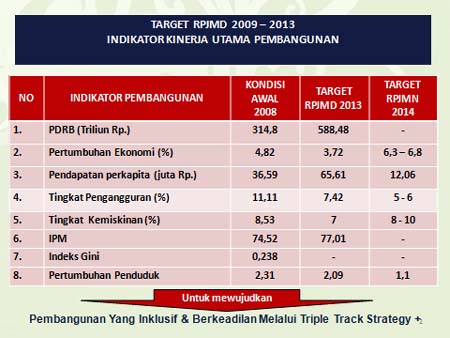 TARGET RPJMD 2009 – 2013
INDIKATOR KINERJA UTAMA PEMBANGUNAN
NO INDIKATOR PEMBANGUNAN KONDISI AWAL 2008 TARGET RPJMD 2013 TARGET RPJMN 2014
1. PDRB (Triliun Rp.) 314,8 588,48 -
2. Pertumbuhan Ekonomi (%) 4,82 3,72 6,3 – 6,8
3. Pendapatan perkapita (juta Rp.) 36,59 65,61 12,06
4. Tingkat Pengangguran (%) 11,11 7,42 5 - 6
5. Tingkat Kemiskinan (%) 8,53 7 8 - 10
6. IPM 74,52 77,01 -
7. Indeks Gini 0,238 - -
8. Pertumbuhan Penduduk 2,31 2,09 1,1
Untuk mewujudkan
Pembangunan Yang Inklusif & Berkeadilan Melalui Triple Track Strategy +